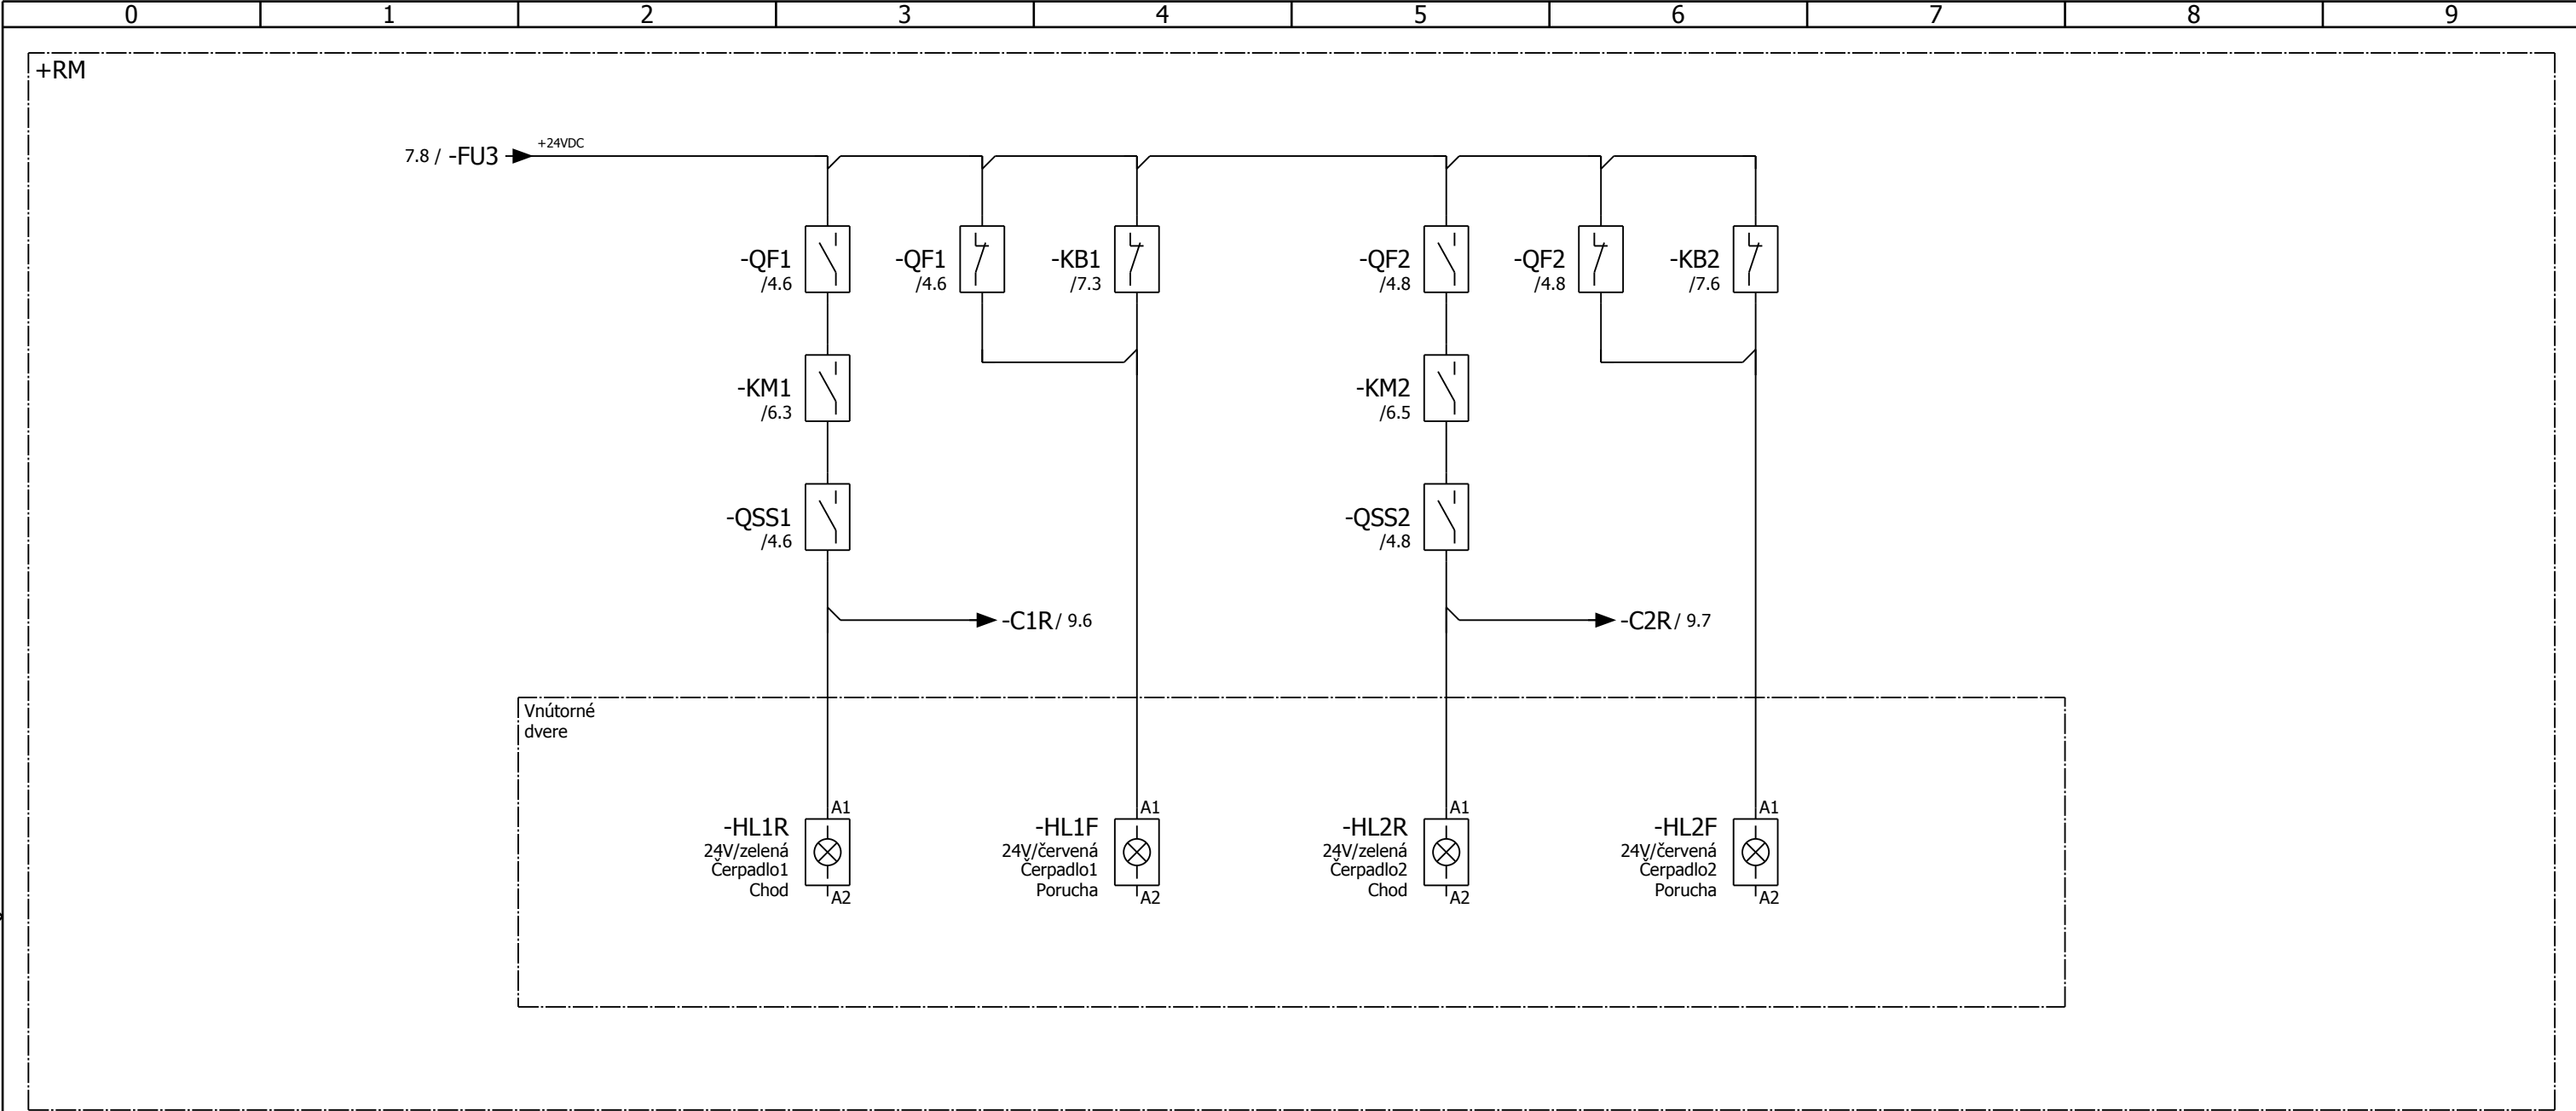 0 1 2 3 4 5 6 7 8 9
+RM
7.8 / -FU3 +24VDC
-QF1
/4.6
-QF1
/4.6
-KB1
/7.3
-QF2
/4.8
-QF2
/4.8
-KB2
/7.6
-KM1
/6.3
-KM2
/6.5
-QSS1
/4.6
-QSS2
/4.8
-C1R / 9.6
-C2R / 9.7
Vnútorné
dvere
A1
-HL1R
24V/zelená
Čerpadlo1
Chod
A2
A1
-HL1F
24V/červená
Čerpadlo1
Porucha
A2
A1
-HL2R
24V/zelená
Čerpadlo2
Chod
A2
A1
-HL2F
24V/červená
Čerpadlo2
Porucha
A2